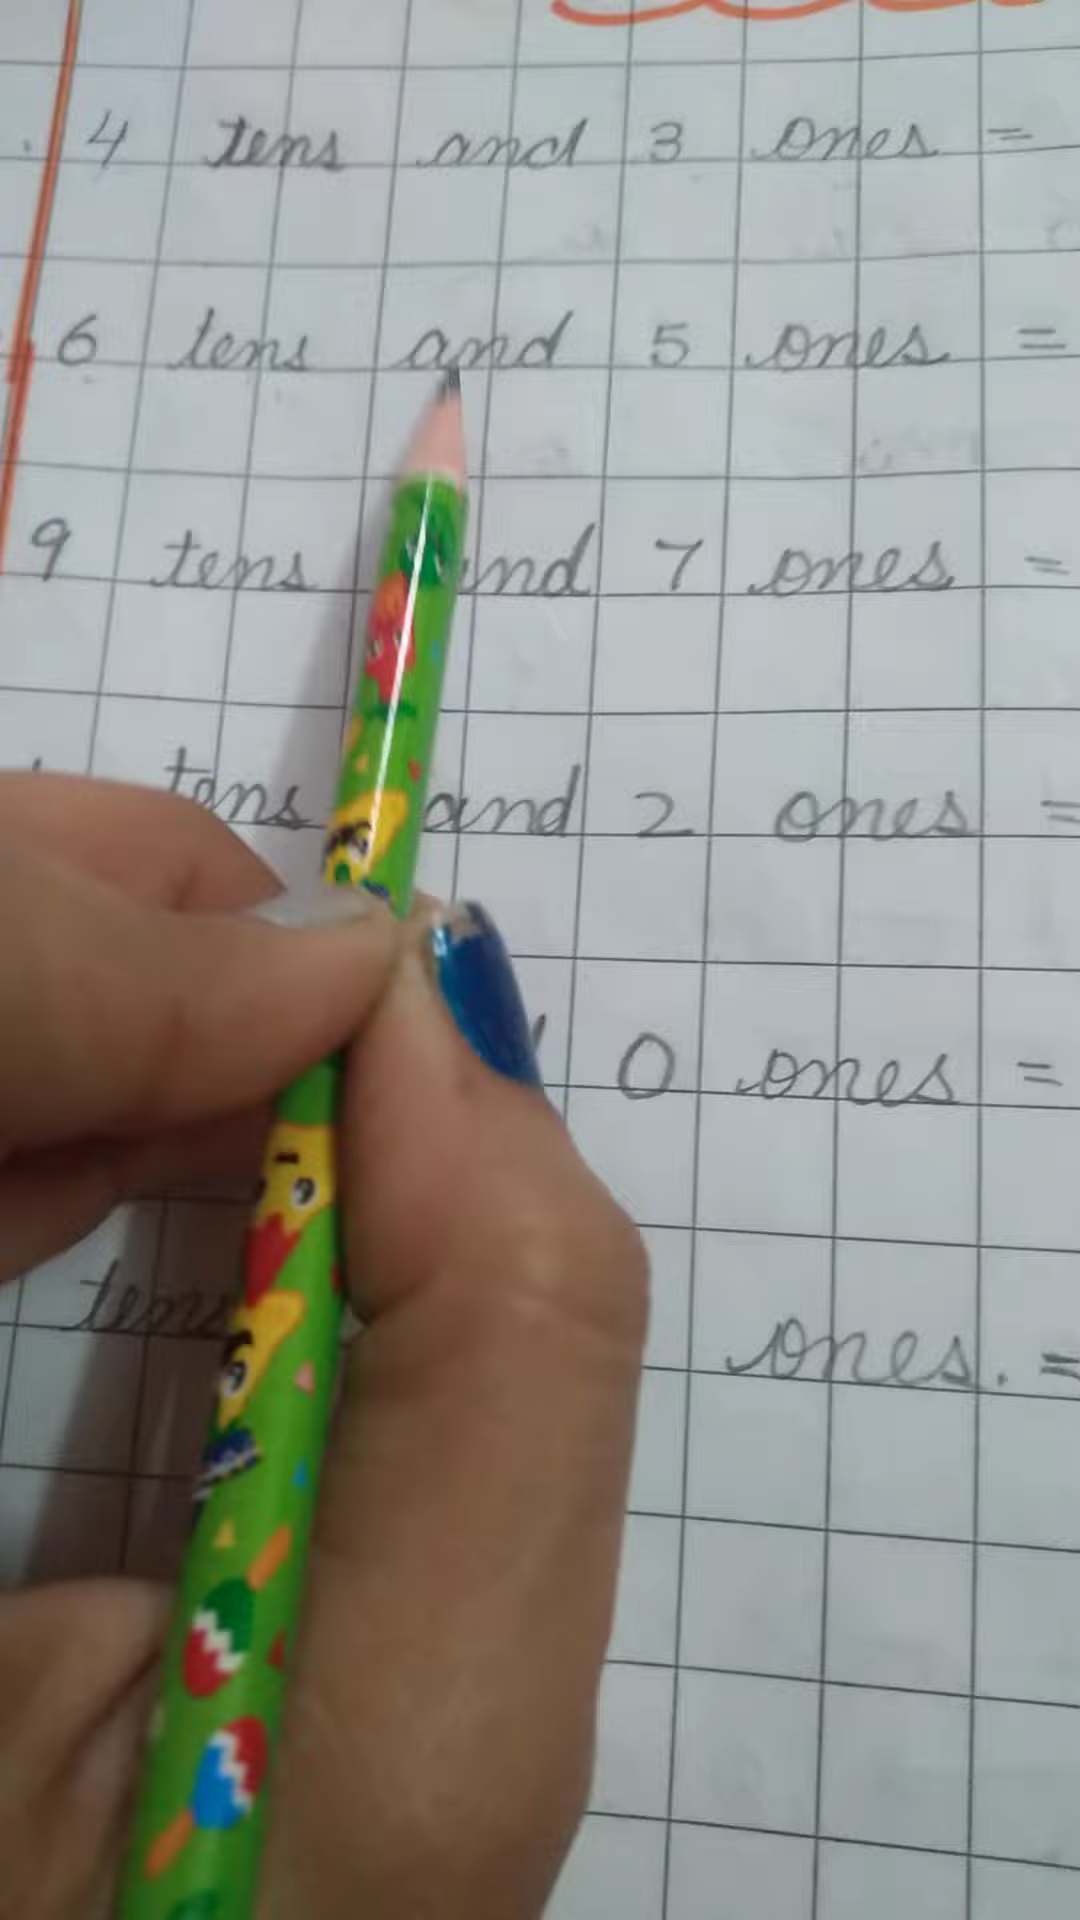 4 tens and 3 ones =
6 tens and 5 ones =
9 tens and 7 ones =
tens and 2 ones =
0 ones =
tens ones. =